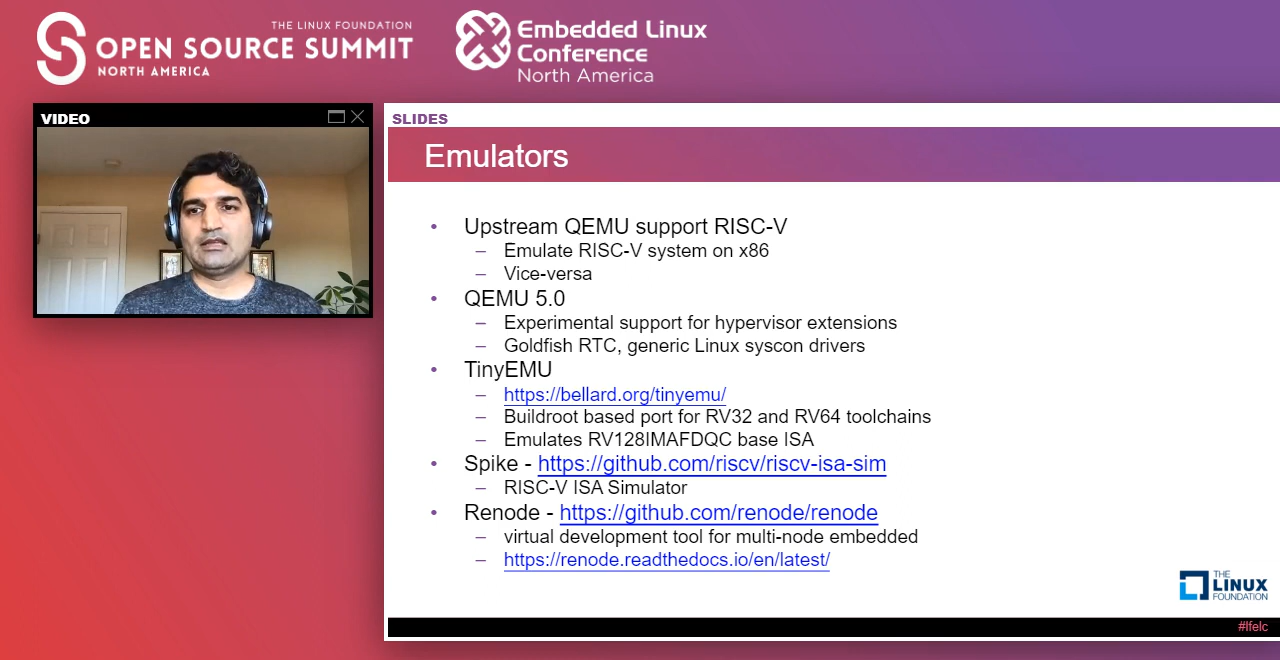 THE LINUX FOUNDATION
OPEN SOURCE SUMMIT
NORTH AMERICA
Embedded Linux
Conference
North America
VIDEO
SLIDES
Emulators
• Upstream QEMU support RISC-V
– Emulate RISC-V system on x86
– Vice-versa
• QEMU 5.0
– Experimental support for hypervisor extensions
– Goldfish RTC, generic Linux syscon drivers
• TinyEMU
– https://bellard.org/tinyemu/
– Buildroot based port for RV32 and RV64 toolchains
– Emulates RV128IMAFDQC base ISA
• Spike - https://github.com/riscv/riscv-isa-sim
– RISC-V ISA Simulator
• Renode - https://github.com/renode/renode
– virtual development tool for multi-node embedded
– https://renode.readthedocs.io/en/latest/
THE
LINUX
FOUNDATION
#lfelc